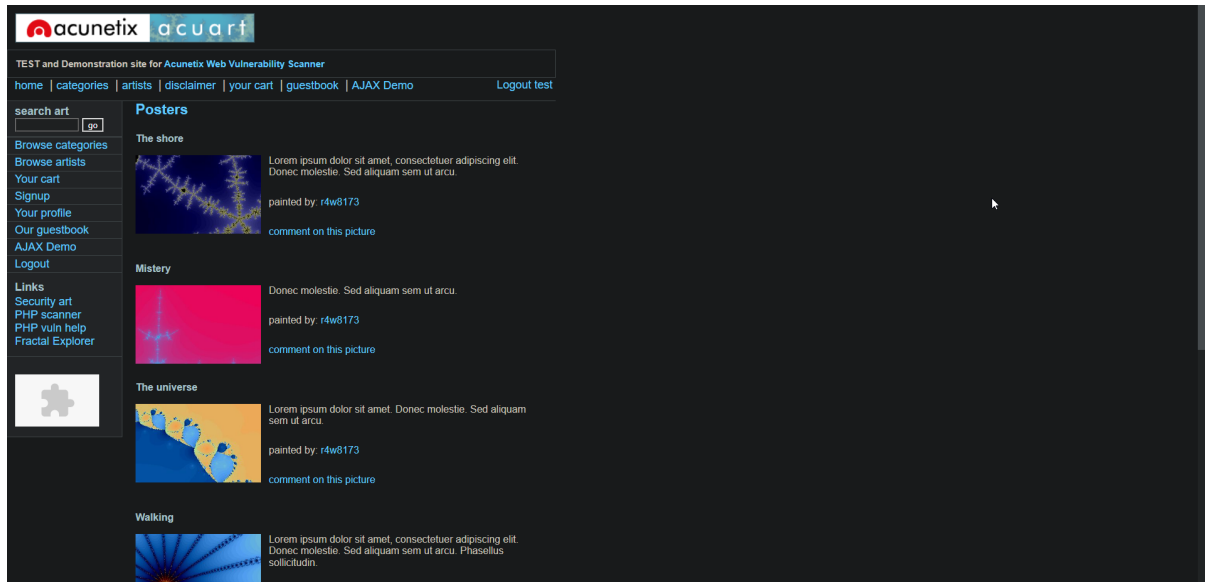 acunetix acuart
TEST and Demonstration site for Acunetix Web Vulnerability Scanner
home | categories | artists | disclaimer | your cart | guestbook | AJAX Demo
Logout test
search art
go
Browse categories
Browse artists
Your cart
Signup
Your profile
Our guestbook
AJAX Demo
Logout
Links
Security art
PHP scanner
PHP vuln help
Fractal Explorer
Posters
The shore
Lorem ipsum dolor sit amet, consectetuer adipiscing elit.
Donec molestie. Sed aliquam sem ut arcu.
painted by: r4w8173
comment on this picture
Mistery
Donec molestie. Sed aliquam sem ut arcu.
painted by: r4w8173
comment on this picture
The universe
Lorem ipsum dolor sit amet. Donec molestie. Sed aliquam
sem ut arcu.
painted by: r4w8173
comment on this picture
Walking
Lorem ipsum dolor sit amet, consectetuer adipiscing elit.
Donec molestie. Sed aliquam sem ut arcu. Phasellus
sollicitudin.